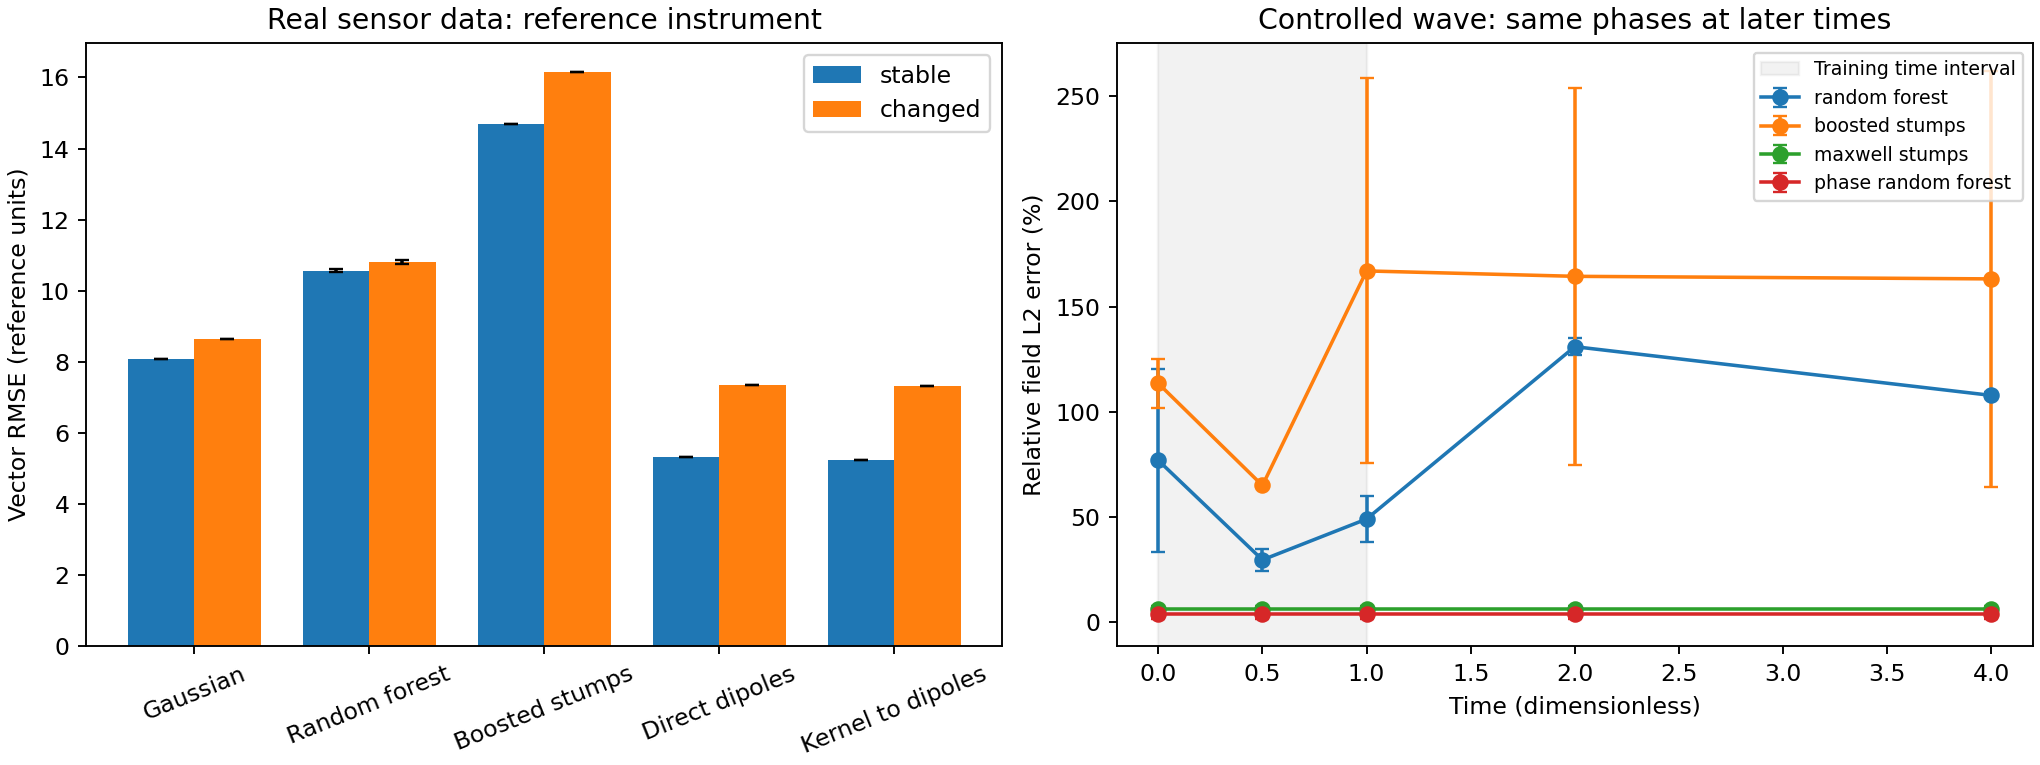 Real sensor data: reference instrument
Vector RMSE (reference units)
16
14
12
10
8
6
4
2
0
stable
changed
Gaussian
Random forest
Boosted stumps
Direct dipoles
Kernel to dipoles
Controlled wave: same phases at later times
Relative field L2 error (%)
250
200
150
100
50
0
Training time interval
random forest
boosted stumps
maxwell stumps
phase random forest
0.0 0.5 1.0 1.5 2.0 2.5 3.0 3.5 4.0
Time (dimensionless)